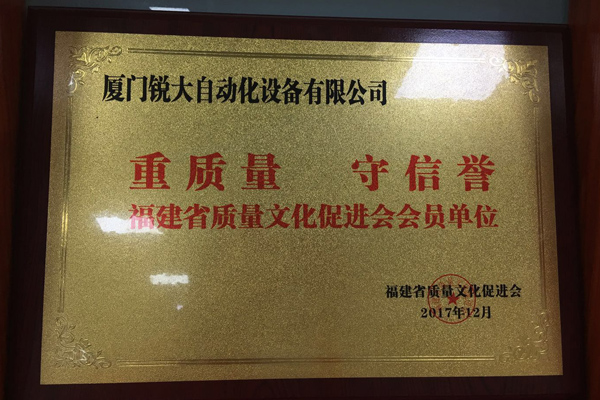 厦门锐大自动化设备有限公司
重质量 守信誉
福建省质量文化促进会会员单位
福建省质量文化促进会
2017年12月